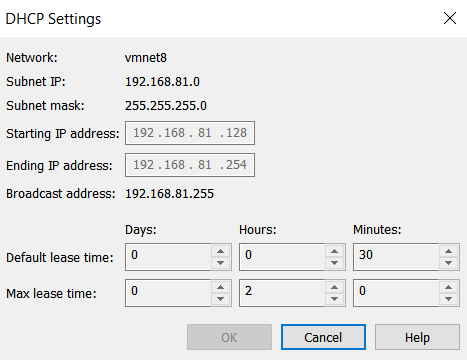 DHCP Settings
Network: vmnet8
Subnet IP: 192.168.81.0
Subnet mask: 255.255.255.0
Starting IP address: 192 . 168 . 81 . 128
Ending IP address: 192 . 168 . 81 . 254
Broadcast address: 192.168.81.255
Days: Hours: Minutes:
Default lease time: 0 0 30
Max lease time: 0 2 0
OK Cancel Help